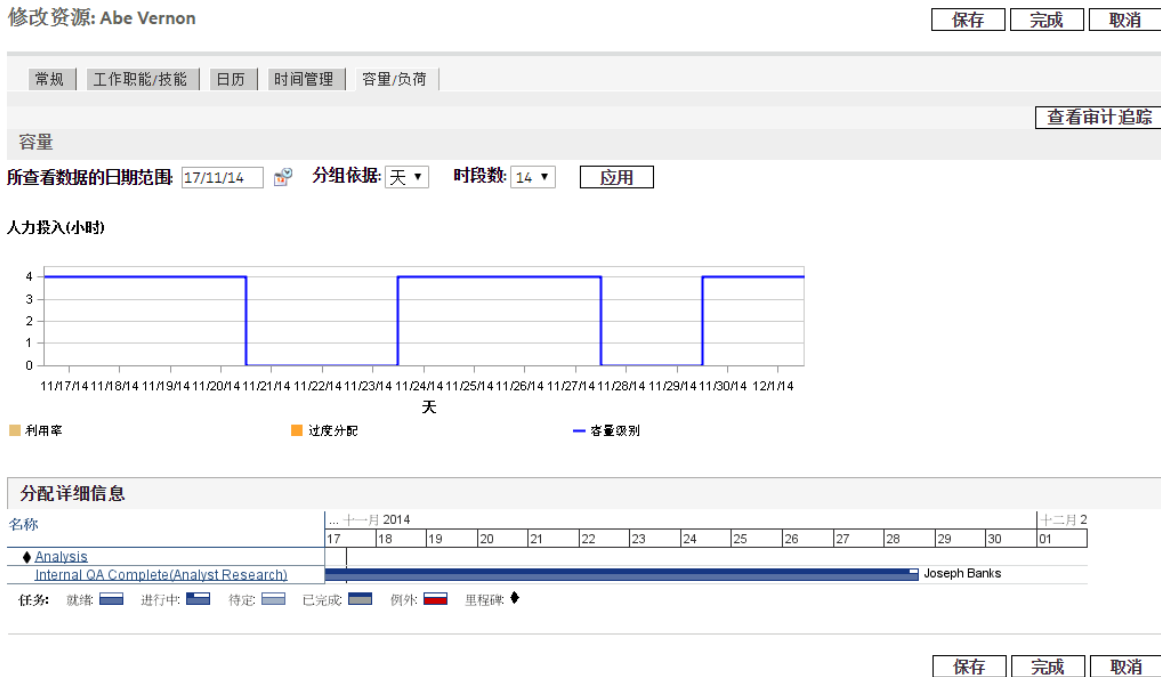 修改资源: Abe Vernon
保存 完成 取消
常规 工作职能/技能 日历 时间管理 容量/负荷
查看审计追踪
容量
所查看数据的日期范围: 17/11/14 分组依据: 天 时段数: 14 应用
人力投入(小时)
4
3
2
1
0
11/17/14 11/18/14 11/19/14 11/20/14 11/21/14 11/22/14 11/23/14 11/24/14 11/25/14 11/26/14 11/27/14 11/28/14 11/29/14 11/30/14 12/1/14
天
利用率 过度分配 容量级别
分配详细信息
名称 ... 十一月 2014 十二月 2
17 18 19 20 21 22 23 24 25 26 27 28 29 30 01
Analysis
Internal QA Complete(Analyst Research) Joseph Banks
任务: 就绪: 进行中: 待定: 已完成: 例外: 里程碑:
保存 完成 取消